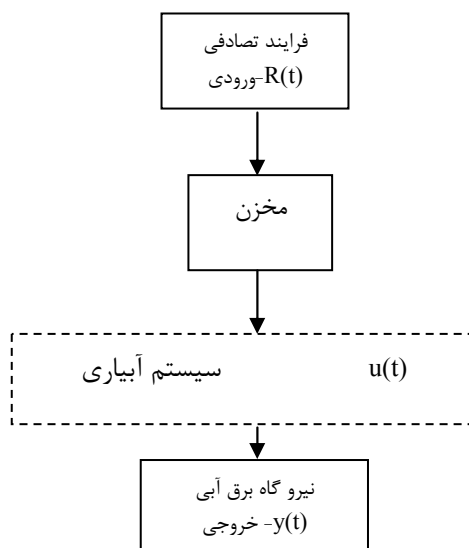 فرایند تصادفی
R(t)-ورودی
مخزن
سیستم آبیاری u(t)
نیرو گاه برق آبی
y(t)- خروجی